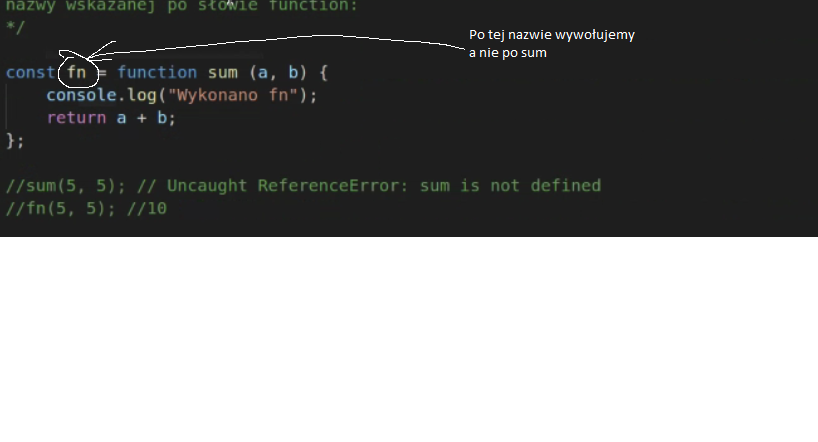 nazwy wskazanej po słowie function:
*/
Po tej nazwie wywołujemy
a nie po sum
const fn = function sum (a, b) {
    console.log("Wykonano fn");
    return a + b;
};
//sum(5, 5); // Uncaught ReferenceError: sum is not defined
//fn(5, 5); //10